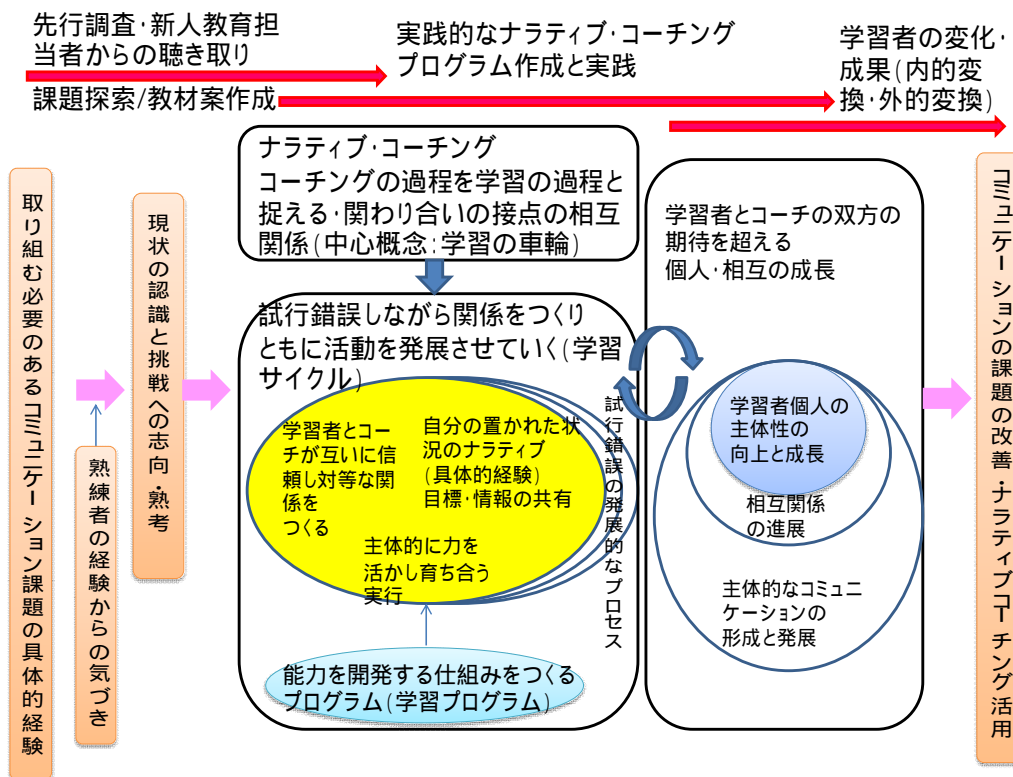 先行調査・新人教育担
当者からの聴き取り
課題探索/教材案作成
実践的なナラティブ・コーチング
プログラム作成と実践
学習者の変化・
成果(内的変
換・外的変換)
取り組む必要のあるコミュニケーション課題の具体的経験
熟練者の経験からの気づき
現状の認識と挑戦への志向・熟考
ナラティブ・コーチング
コーチングの過程を学習の過程と
捉える・関わり合いの接点の相互
関係(中心概念:学習の車輪)
試行錯誤しながら関係をつくり
ともに活動を発展させていく(学習
サイクル)
学習者とコー
チが互いに信
頼し対等な関
係を
つくる
自分の置かれた状
況のナラティブ
(具体的経験)
目標・情報の共有
主体的に力を
活かし育ち合う
実行
試行錯誤の発展的なプロセス
能力を開発する仕組みをつくる
プログラム(学習プログラム)
学習者とコーチの双方の
期待を超える
個人・相互の成長
学習者個人の
主体性の
向上と成長
相互関係
の進展
主体的なコミュニ
ケーションの
形成と発展
コミュニケーションの課題の改善・ナラティブコーチング活用